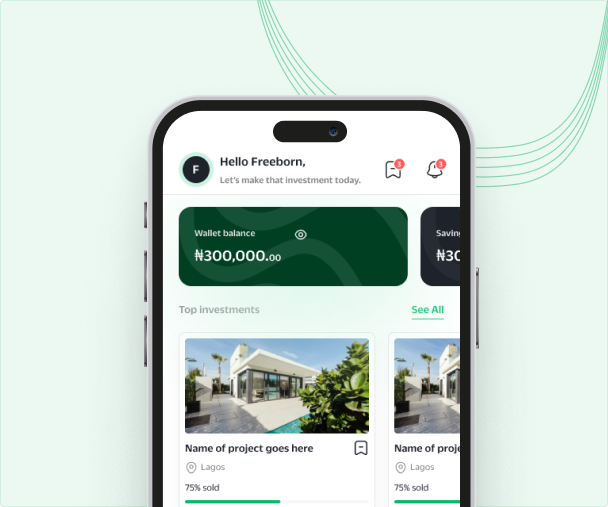 F
Hello Freeborn,
Let's make that investment today.
3
3
Wallet balance
₦300,000.00
Saving
₦30
Top investments
See All
Name of project goes here
Lagos
75% sold
Name of proje
Lagos
75% sold